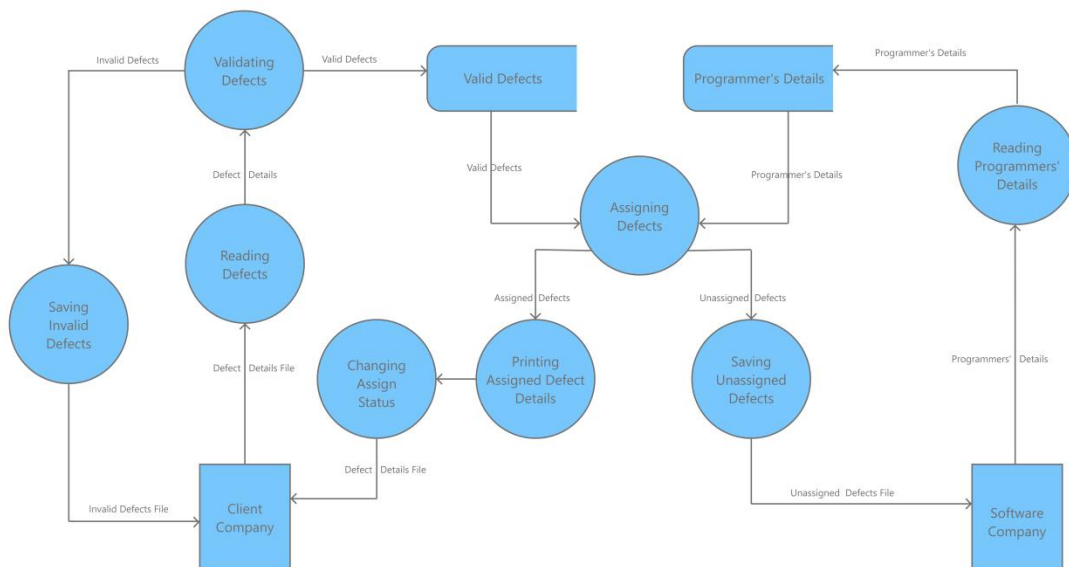 Invalid Defects
Validating
Defects
Valid Defects
Valid Defects
Programmer's Details
Programmer's Details
Reading
Programmers'
Details
Defect Details
Valid Defects
Programmer's Details
Assigning
Defects
Reading
Defects
Saving
Invalid
Defects
Assigned Defects
Unassigned Defects
Changing
Assign
Status
Printing
Assigned Defect
Details
Saving
Unassigned
Defects
Defect Details File
Programmers' Details
Defect Details File
Invalid Defects File
Client
Company
Unassigned Defects File
Software
Company